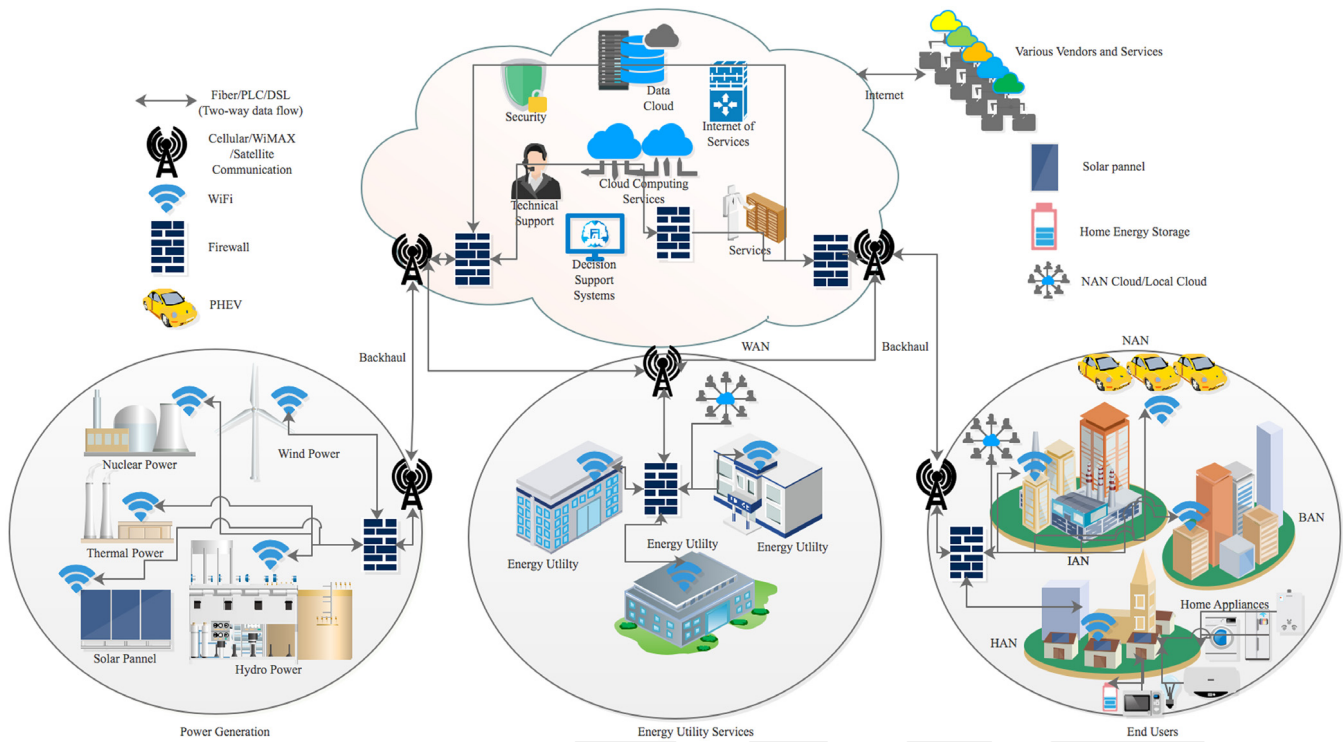 Fiber/PLC/DSL
(Two-way data flow)
Cellular/WiMAX
/Satellite
Communication
WiFi
Firewall
PHEV
Data
Cloud
Security
Internet of
Services
Cloud Computing
Services
Technical
Support
Decision
Support
Systems
Services
Internet
Various Vendors and Services
Solar pannel
Home Energy Storage
NAN Cloud/Local Cloud
Backhaul
WAN
Backhaul
Nuclear Power
Wind Power
Thermal Power
Solar Pannel
Hydro Power
Power Generation
Energy Utillty
Energy Utillty
Energy Utillty
Energy Utility Services
NAN
BAN
IAN
HAN
Home Appliances
End Users